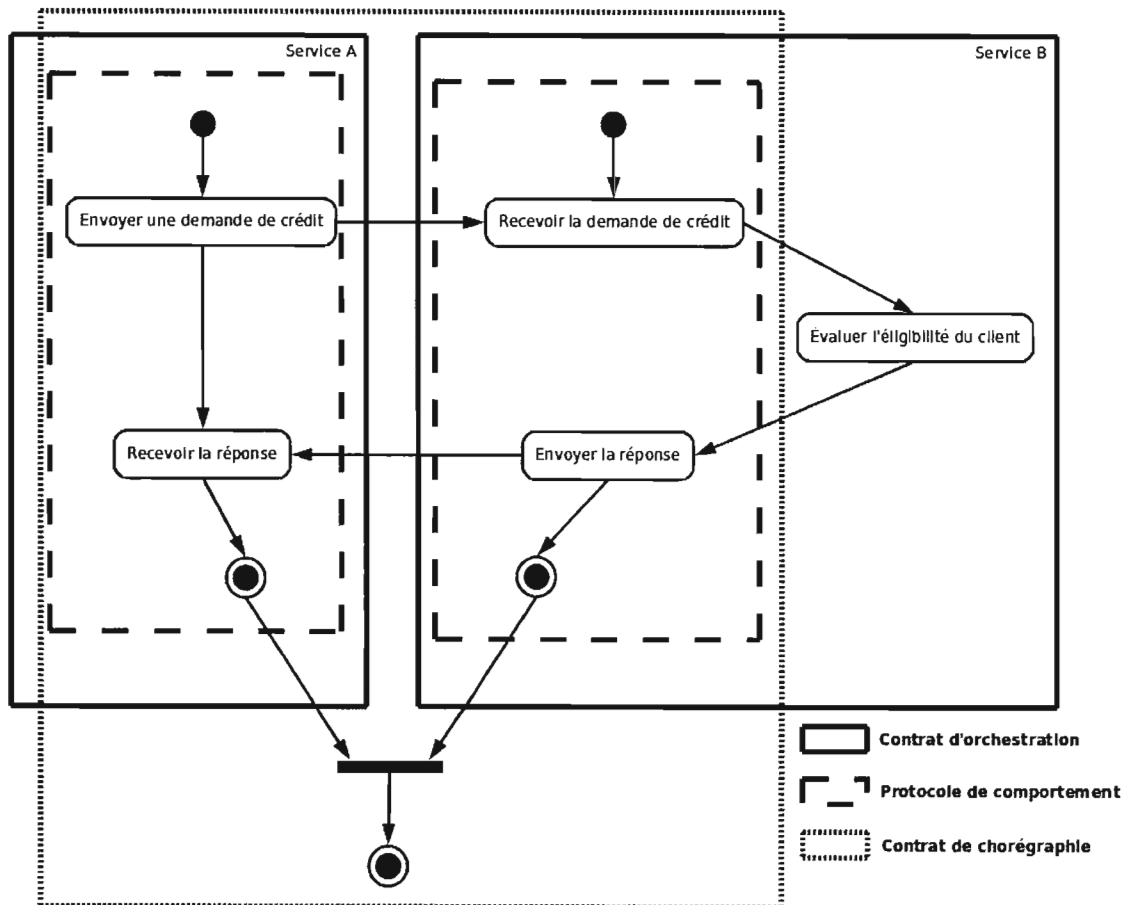 Service A
Service B
Envoyer une demande de crédit
Recevoir la demande de crédit
Évaluer l'éligibilité du client
Recevoir la réponse
Envoyer la réponse
Contrat d'orchestration
Protocole de comportement
Contrat de chorégraphie